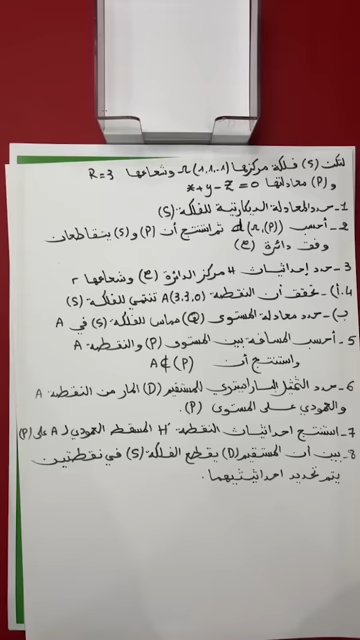 لتكن (S) فلكة مركزها Ω(1,1,-1) وشعاعها R=3
و (P) معادلتها x+y-z=0
1- حدد المعادلة الديكارتية للفلكة (S)
2- أحسب d(Ω,(P)) ثم استنتج أن (P) و (S) يتقاطعان
وفق دائرة (C)
3- حدد إحداثيات H مركز الدائرة (C) وشعاعها r
4.أ)- تحقق أن النقطة A(3,3,0) تنتمي للفلكة (S)
ب)- حدد معادلة المستوى (Q) مماس للفلكة (S) في A
5- أحسب المسافة بين المستوى (P) والنقطة A
واستنتج أن A∉(P)
6- حدد التمثيل الباراميتري للمستقيم (D) المار من النقطة A
والعمودي على المستوى (P).
7- استنتج احداثيات النقطة H' المسقط العمودي لـ A على (P)
8- بين أن المستقيم (D) يقطع الفلكة (S) في نقطتين
يتم تحديد احداثيتيهما.